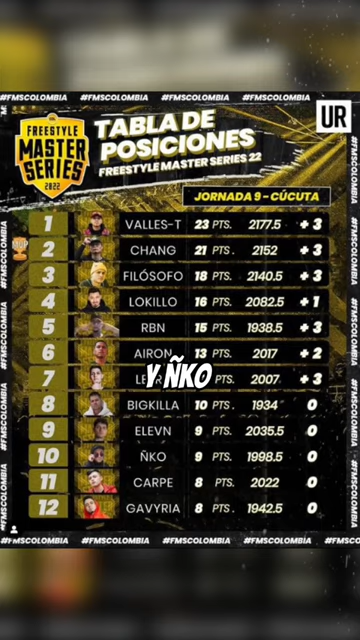 #FMSCOLOMBIA #FMSCOLOMBIA #FMSCOLOMBIA #FMSCOLOMBIA
UR
FREESTYLE
MASTER
SERIES
2022
TABLA DE
POSICIONES
FREESTYLE MASTER SERIES 22
JORNADA 9 - CÚCUTA
1 VALLES-T 23 PTS. 2177.5 +3
MVP
2 CHANG 21 PTS. 2152 +3
3 FILÓSOFO 18 PTS. 2140.5 +3
4 LOKILLO 16 PTS. 2082.5 +1
5 RBN 15 PTS. 1938.5 +3
6 AIRON 13 PTS. 2017 +2
7 PTS. 2007 +3
Y ÑKO
8 BIGKILLA 10 PTS. 1934 0
9 ELEVN 9 PTS. 2035.5 0
10 ÑKO 9 PTS. 1998.5 0
11 CARPE 8 PTS. 2022 0
12 GAVYRIA 8 PTS. 1942.5 0
#FMSCOLOMBIA #FMSCOLOMBIA #FMSCOLOMBIA #FMSCOLOMBIA